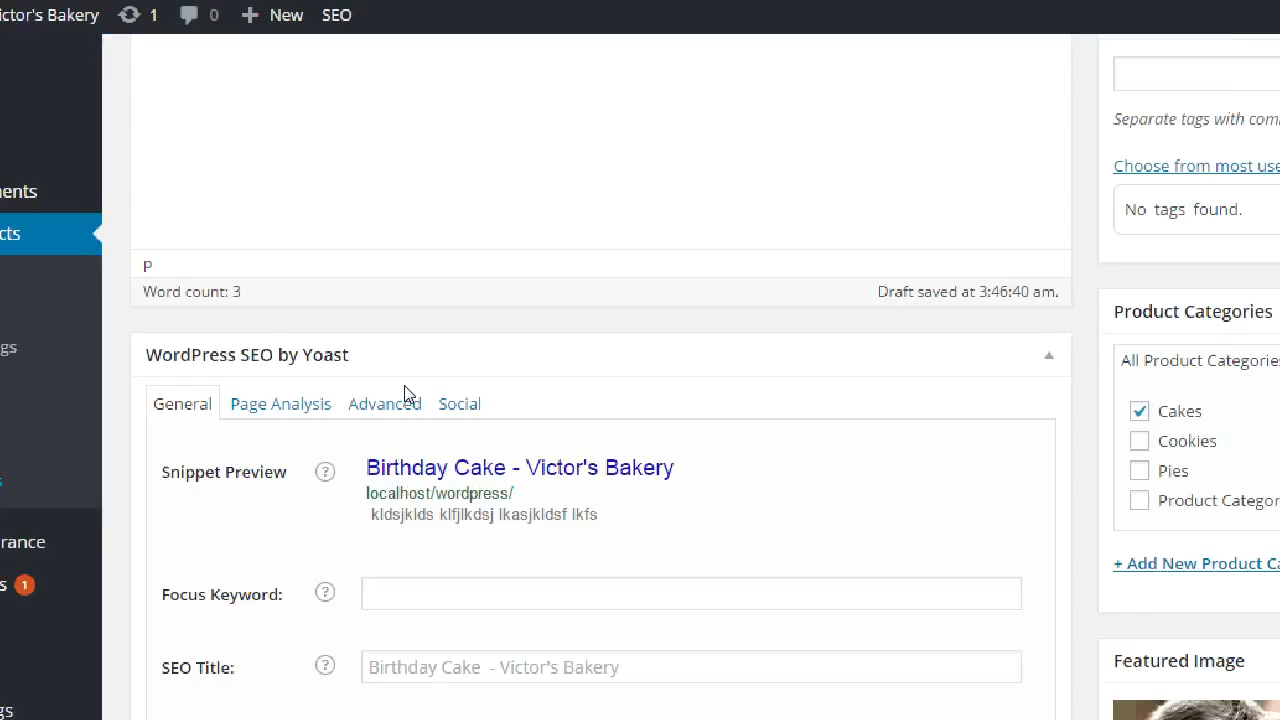 ictor's Bakery 1 0 New SEO
ents
cts
gs
s
rance
s 1
gs
P
Word count: 3 Draft saved at 3:46:40 am.
WordPress SEO by Yoast
General Page Analysis Advanced Social
Snippet Preview ? Birthday Cake - Victor's Bakery
localhost/wordpress/
kldsjklds klfjlkdsj lkasjkldsf lkfs
Focus Keyword: ?
SEO Title: ? Birthday Cake - Victor's Bakery
Separate tags with com
Choose from most use
No tags found.
Product Categories
All Product Categories
Cakes
Cookies
Pies
Product Categor
+ Add New Product Ca
Featured Image